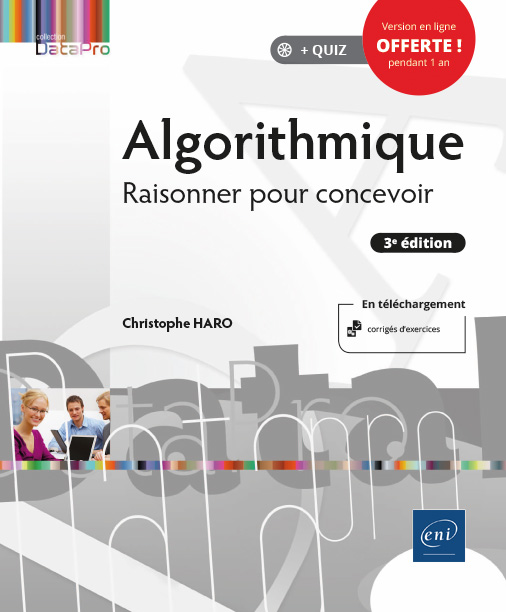 collection
DataPro
+ QUIZ
Version en ligne
OFFERTE !
pendant 1 an
Algorithmique
Raisonner pour concevoir
3e édition
En téléchargement
corrigés d'exercices
Christophe HARO
DataPro
eni